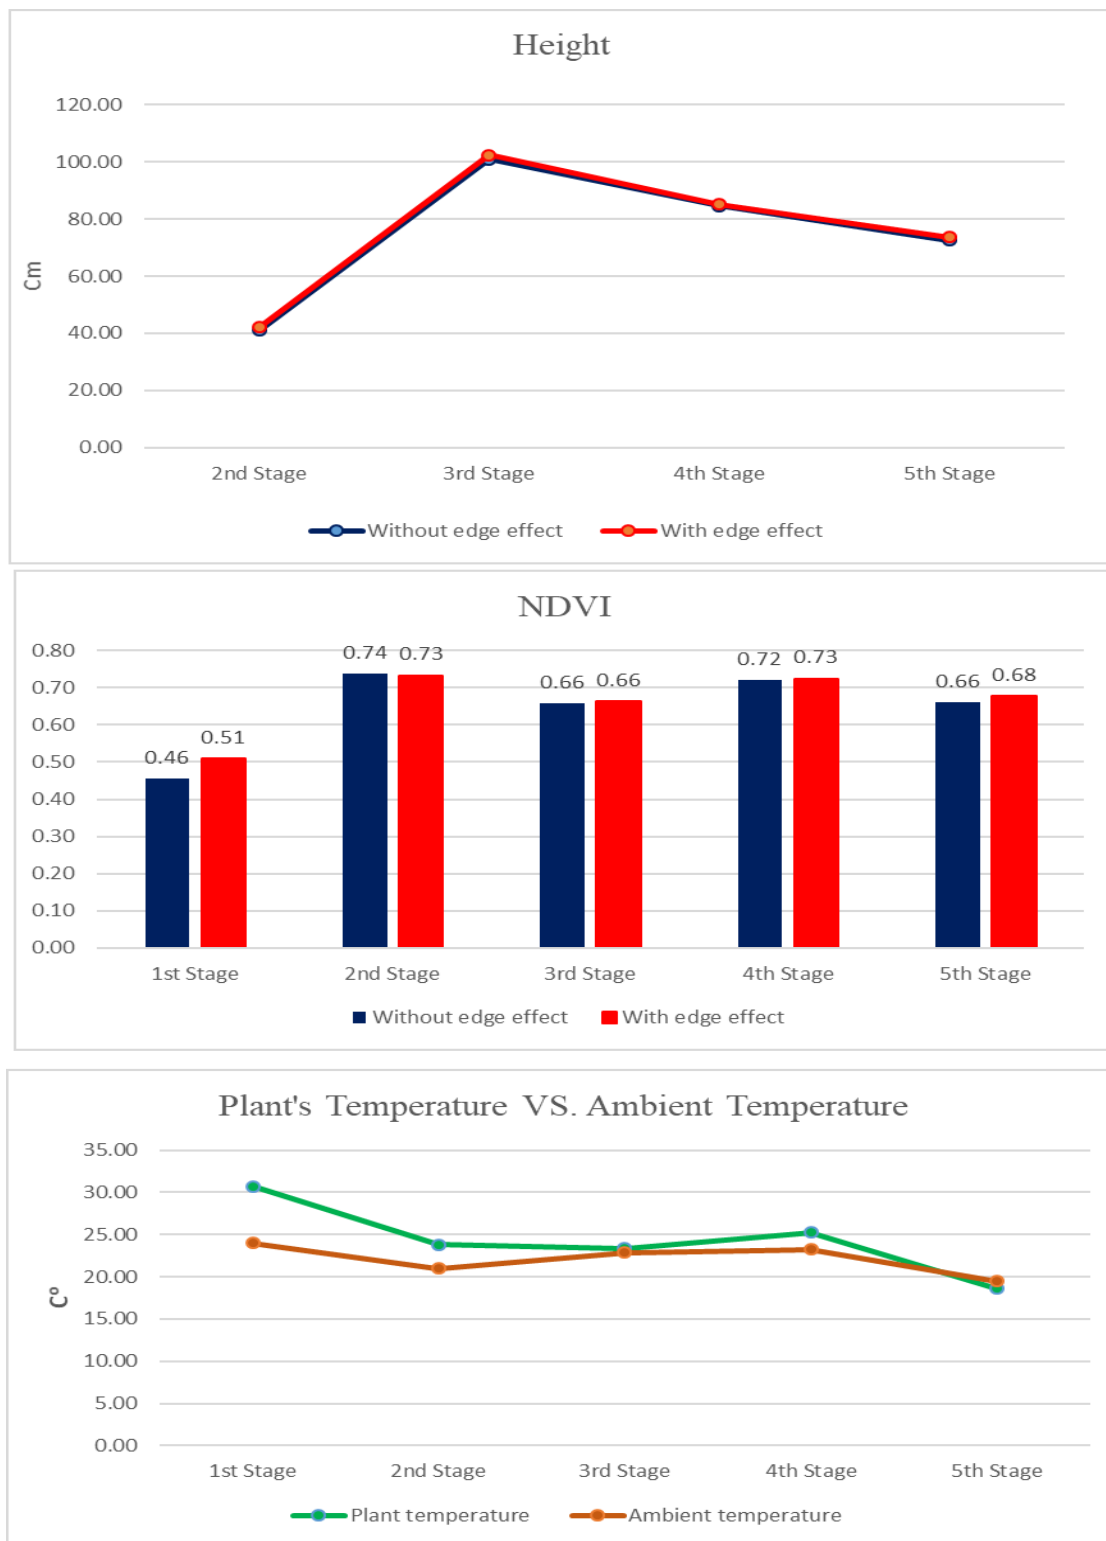 Height
120.00
100.00
80.00
60.00
40.00
20.00
0.00
Cm
2nd Stage 3rd Stage 4th Stage 5th Stage
Without edge effect With edge effect
NDVI
0.80
0.70
0.60
0.50
0.40
0.30
0.20
0.10
0.00
0.46 0.51 0.74 0.73 0.66 0.66 0.72 0.73 0.66 0.68
1st Stage 2nd Stage 3rd Stage 4th Stage 5th Stage
Without edge effect With edge effect
Plant's Temperature VS. Ambient Temperature
35.00
30.00
25.00
20.00
15.00
10.00
5.00
0.00
Cº
1st Stage 2nd Stage 3rd Stage 4th Stage 5th Stage
Plant temperature Ambient temperature